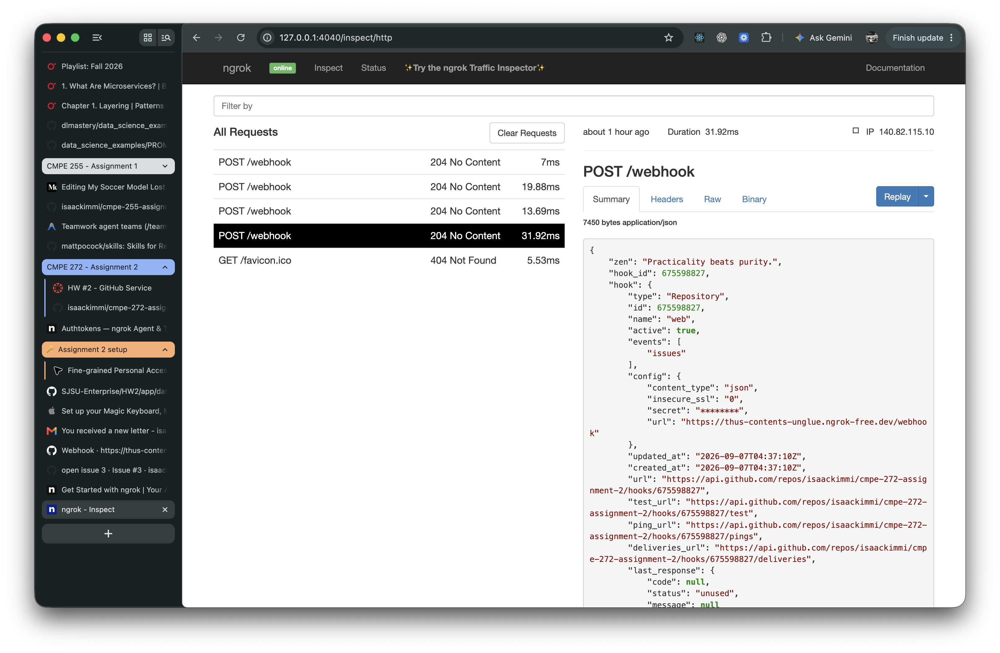 Playlist: Fall 2026
1. What Are Microservices? | B
Chapter 1. Layering | Patterns
dlmastery/data_science_exam
data_science_examples/PROM
CMPE 255 - Assignment 1
Editing My Soccer Model Lost
isaackimmi/cmpe-255-assignm
Teamwork agent teams (/team
mattpocock/skills: Skills for Re
CMPE 272 - Assignment 2
HW #2 - GitHub Service
isaackimmi/cmpe-272-assig
Authtokens — ngrok Agent & T
🔑 Assignment 2 setup
Fine-grained Personal Acces
SJSU-Enterprise/HW2/app/dat
Set up your Magic Keyboard, M
You received a new letter - isa
Webhook · https://thus-conten
open issue 3 · Issue #3 · isaac
Get Started with ngrok | Your A
ngrok - Inspect
127.0.0.1:4040/inspect/http
Ask Gemini
Finish update
ngrok online Inspect Status ✨Try the ngrok Traffic Inspector✨ Documentation
Filter by
All Requests
Clear Requests
POST /webhook 204 No Content 7ms
POST /webhook 204 No Content 19.88ms
POST /webhook 204 No Content 13.69ms
POST /webhook 204 No Content 31.92ms
GET /favicon.ico 404 Not Found 5.53ms
about 1 hour ago Duration 31.92ms IP 140.82.115.10
POST /webhook
Summary Headers Raw Binary Replay
7450 bytes application/json
{
"zen": "Practicality beats purity.",
"hook_id": 675598827,
"hook": {
"type": "Repository",
"id": 675598827,
"name": "web",
"active": true,
"events": [
"issues"
],
"config": {
"content_type": "json",
"insecure_ssl": "0",
"secret": "********",
"url": "https://thus-contents-unglue.ngrok-free.dev/webhoo
k"
},
"updated_at": "2026-09-07T04:37:10Z",
"created_at": "2026-09-07T04:37:10Z",
"url": "https://api.github.com/repos/isaackimmi/cmpe-272-assig
nment-2/hooks/675598827",
"test_url": "https://api.github.com/repos/isaackimmi/cmpe-272-
assignment-2/hooks/675598827/test",
"ping_url": "https://api.github.com/repos/isaackimmi/cmpe-272-
assignment-2/hooks/675598827/pings",
"deliveries_url": "https://api.github.com/repos/isaackimmi/cmp
e-272-assignment-2/hooks/675598827/deliveries",
"last_response": {
"code": null,
"status": "unused",
"message": null